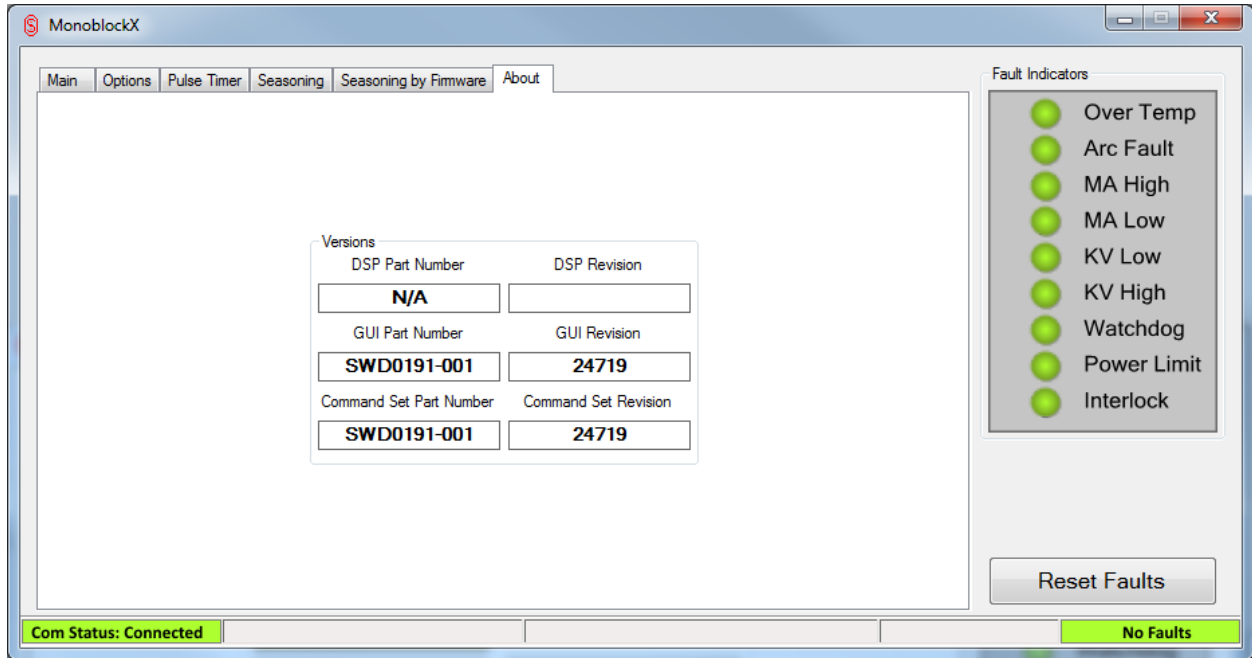 MonoblockX
Main Options Pulse Timer Seasoning Seasoning by Firmware About
Versions
DSP Part Number DSP Revision
N/A
GUI Part Number GUI Revision
SWD0191-001 24719
Command Set Part Number Command Set Revision
SWD0191-001 24719
Fault Indicators
Over Temp
Arc Fault
MA High
MA Low
KV Low
KV High
Watchdog
Power Limit
Interlock
Reset Faults
Com Status: Connected No Faults